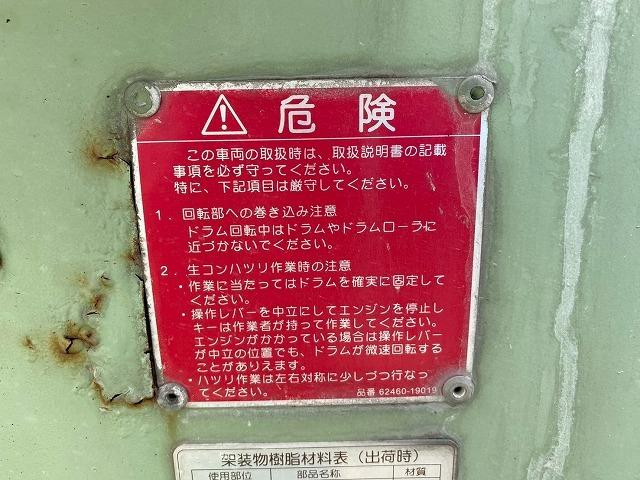 危険
この車両の取扱時は、取扱説明書の記載
事項を必ず守ってください。
特に、下記項目は厳守してください。
1．回転部への巻き込み注意
ドラム回転中はドラムやドラムローラに
近づかないでください。
2．生コンハツリ作業時の注意
・作業に当たってはドラムを確実に固定して
ください。
・操作レバーを中立にしてエンジンを停止し
キーは作業者が持って作業してください。
エンジンがかかっている場合は操作レバー
が中立の位置でも、ドラムが微速回転する
ことがありえます。
・ハツリ作業は左右対称に少しづつ行なっ
てください。
品番 62460-19019
架装物樹脂材料表（出荷時）
使用部位 部品名称 材質